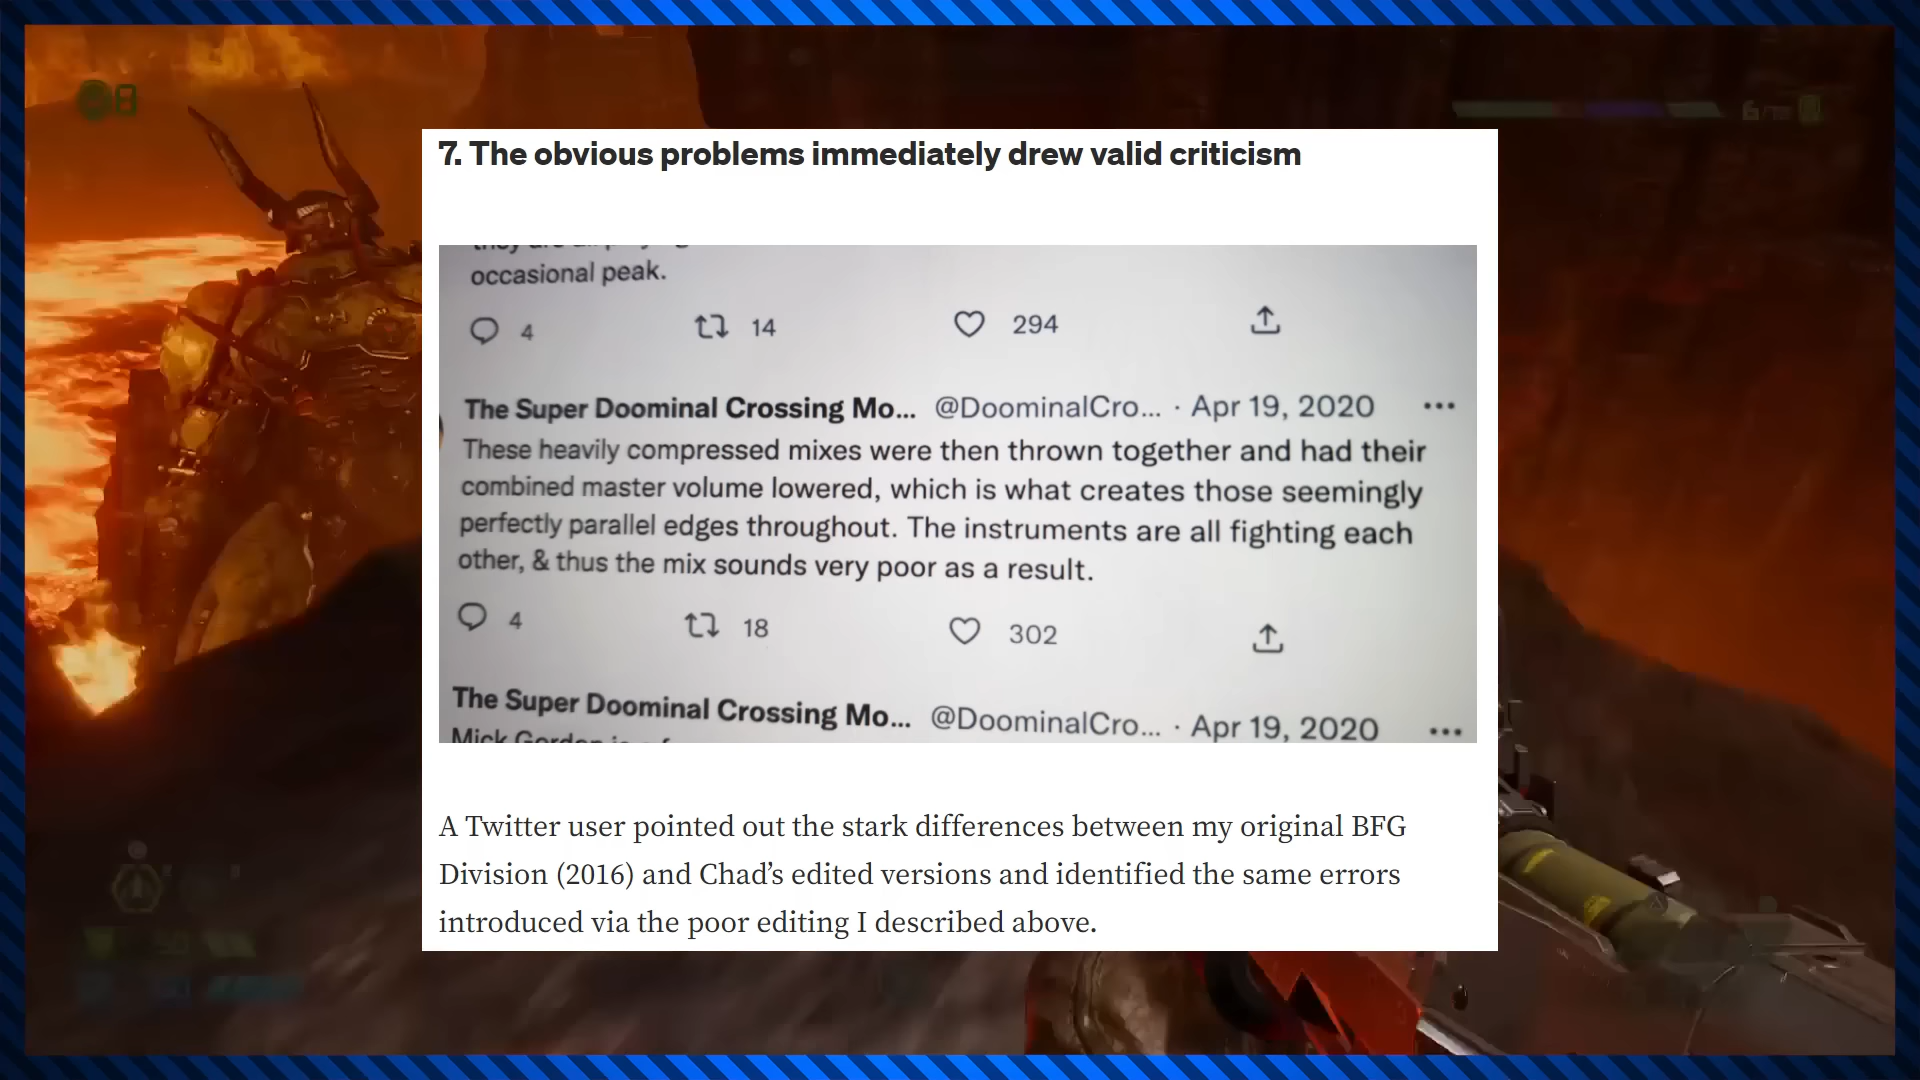 7. The obvious problems immediately drew valid criticism
occasional peak.
4 14 294
The Super Doominal Crossing Mo... @DoominalCro... · Apr 19, 2020 ...
These heavily compressed mixes were then thrown together and had their
combined master volume lowered, which is what creates those seemingly
perfectly parallel edges throughout. The instruments are all fighting each
other, & thus the mix sounds very poor as a result.
4 18 302
The Super Doominal Crossing Mo... @DoominalCro... · Apr 19, 2020 ...
Mick Gordon
A Twitter user pointed out the stark differences between my original BFG
Division (2016) and Chad’s edited versions and identified the same errors
introduced via the poor editing I described above.